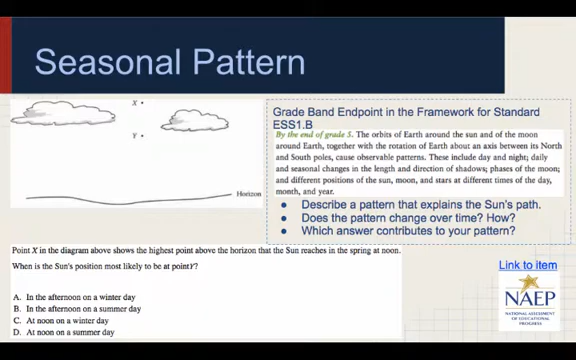 Seasonal Pattern
X •
Y •
Horizon
Grade Band Endpoint in the Framework for Standard
ESS1.B
By the end of grade 5. The orbits of Earth around the sun and of the moon
around Earth, together with the rotation of Earth about an axis between its North
and South poles, cause observable patterns. These include day and night; daily
and seasonal changes in the length and direction of shadows; phases of the moon;
and different positions of the sun, moon, and stars at different times of the day,
month, and year.
● Describe a pattern that explains the Sun's path.
● Does the pattern change over time? How?
● Which answer contributes to your pattern?
Point X in the diagram above shows the highest point above the horizon that the Sun reaches in the spring at noon.
When is the Sun's position most likely to be at point Y?
A. In the afternoon on a winter day
B. In the afternoon on a summer day
C. At noon on a winter day
D. At noon on a summer day
Link to item
NAEP
NATIONAL ASSESSMENT
OF EDUCATIONAL
PROGRESS